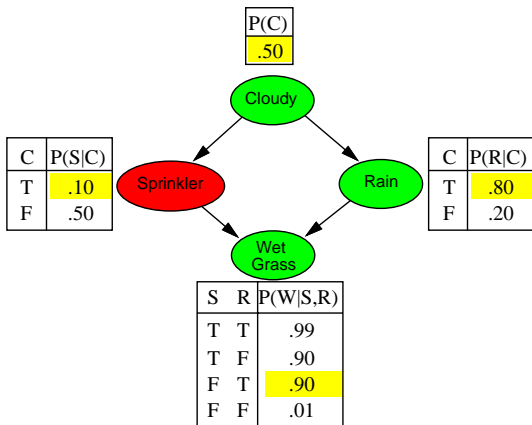 P(C)
.50
Cloudy
C P(S|C)
T .10
F .50
Sprinkler
Rain
C P(R|C)
T .80
F .20
Wet
Grass
S R P(W|S,R)
T T .99
T F .90
F T .90
F F .01